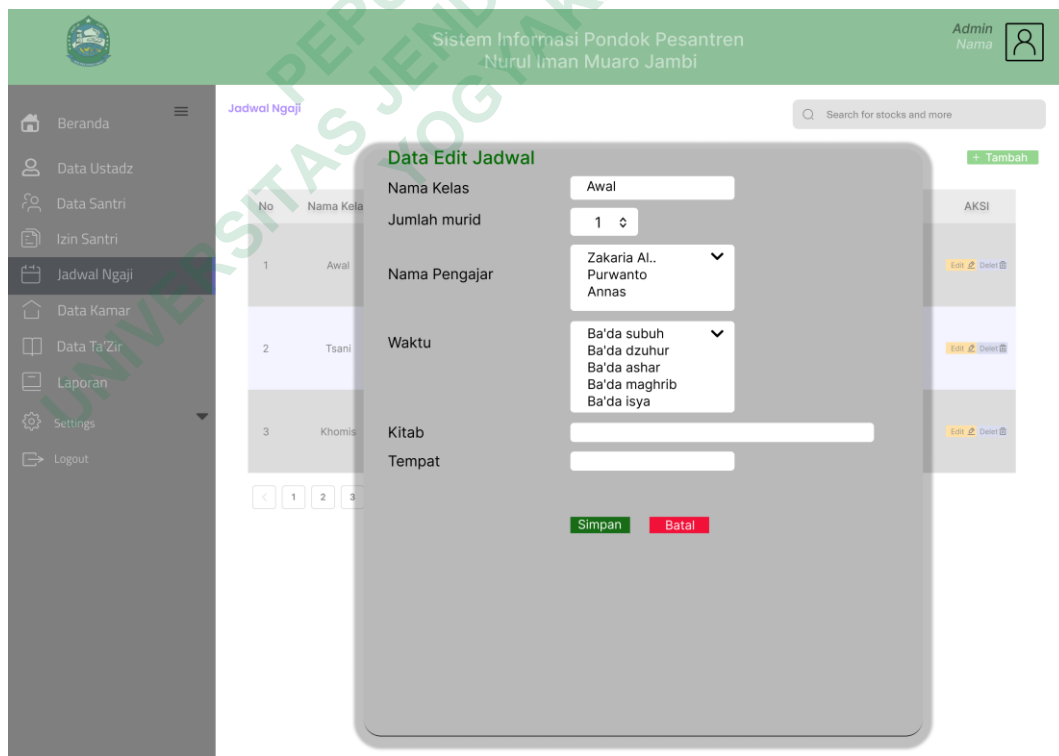 Sistem Informasi Pondok Pesantren
Nurul Iman Muaro Jambi
Admin
Nama
Beranda
Data Ustadz
Data Santri
Izin Santri
Jadwal Ngaji
Data Kamar
Data Ta'Zir
Laporan
Settings
Logout
Jadwal Ngaji
Search for stocks and more
+ Tambah
No Nama Kela AKSI
1 Awal Edit Delet
2 Tsani Edit Delet
3 Khomis Edit Delet
< 1 2 3
Data Edit Jadwal
Nama Kelas Awal
Jumlah murid 1
Nama Pengajar
Zakaria Al..
Purwanto
Annas
Waktu
Ba'da subuh
Ba'da dzuhur
Ba'da ashar
Ba'da maghrib
Ba'da isya
Kitab
Tempat
Simpan Batal
UNIVERSITAS JEND
YOGYAK